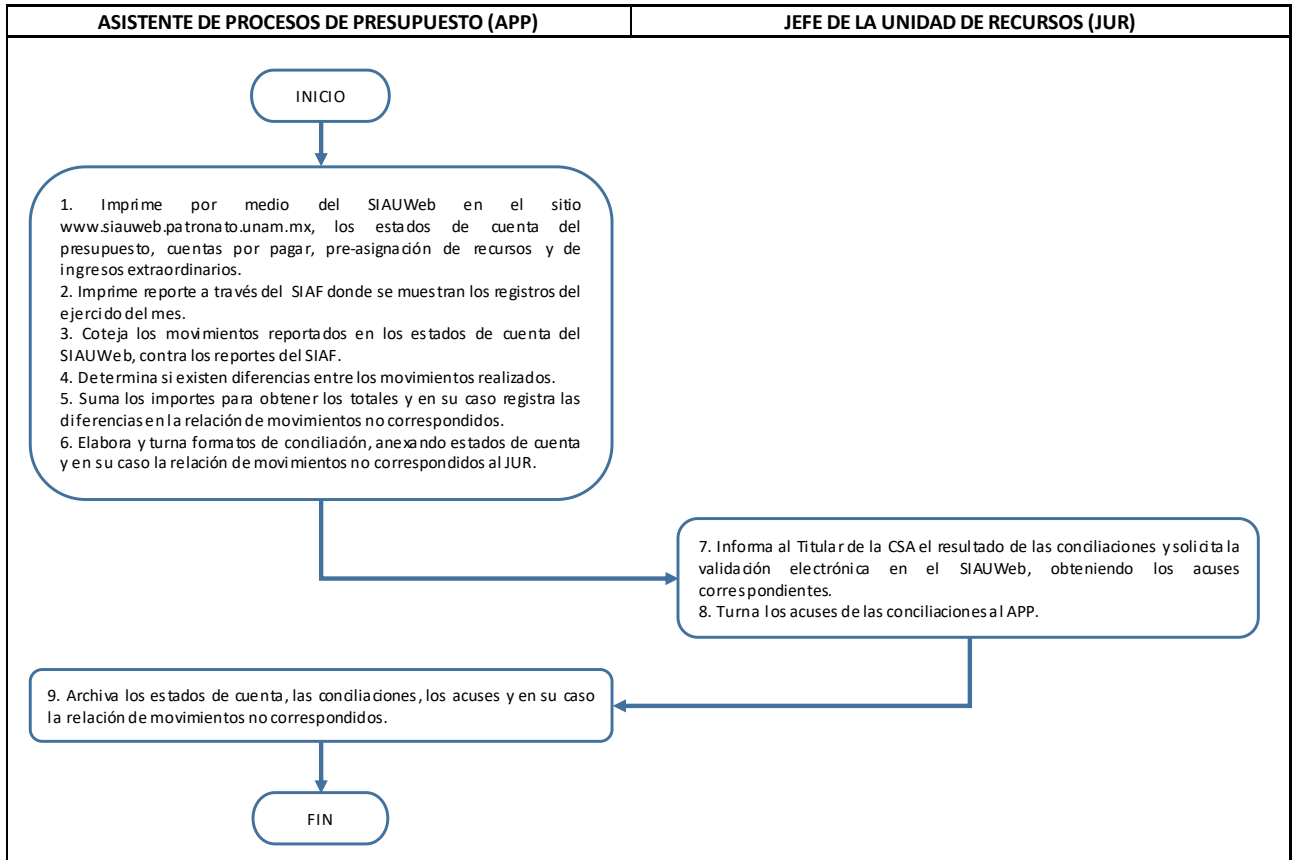 ASISTENTE DE PROCESOS DE PRESUPUESTO (APP)
JEFE DE LA UNIDAD DE RECURSOS (JUR)
INICIO
1. Imprime por medio del SIAUWeb en el sitio
www.siauweb.patronato.unam.mx, los estados de cuenta del
presupuesto, cuentas por pagar, pre-asignación de recursos y de
ingresos extraordinarios.
2. Imprime reporte a través del SIAF donde se muestran los registros del
ejercido del mes.
3. Coteja los movimientos reportados en los estados de cuenta del
SIAUWeb, contra los reportes del SIAF.
4. Determina si existen diferencias entre los movimientos realizados.
5. Suma los importes para obtener los totales y en su caso registra las
diferencias en la relación de movimientos no correspondidos.
6. Elabora y turna formatos de conciliación, anexando estados de cuenta
y en su caso la relación de movimientos no correspondidos al JUR.
7. Informa al Titular de la CSA el resultado de las conciliaciones y solicita la
validación electrónica en el SIAUWeb, obteniendo los acuses
correspondientes.
8. Turna los acuses de las conciliaciones al APP.
9. Archiva los estados de cuenta, las conciliaciones, los acuses y en su caso
la relación de movimientos no correspondidos.
FIN